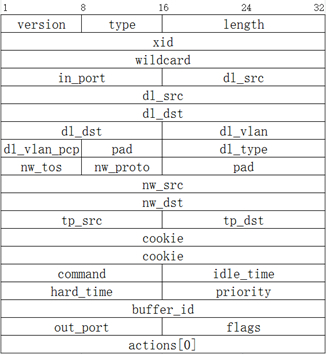 1 8 16 24 32
version type length
xid
wildcard
in_port dl_src
dl_src
dl_dst
dl_dst dl_vlan
dl_vlan_pcp pad dl_type
nw_tos nw_proto pad
nw_src
nw_dst
tp_src tp_dst
cookie
cookie
command idle_time
hard_time priority
buffer_id
out_port flags
actions[0]